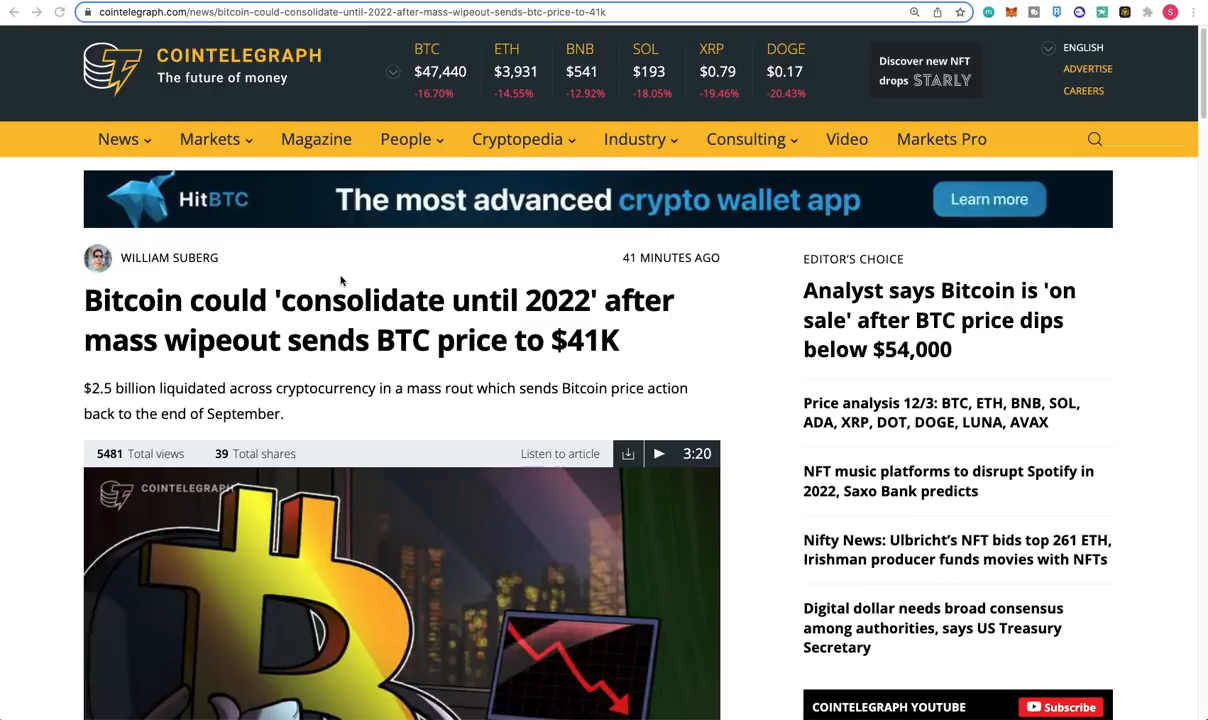 cointelegraph.com/news/bitcoin-could-consolidate-until-2022-after-mass-wipeout-sends-btc-price-to-41k
S
COINTELEGRAPH
The future of money
BTC ETH BNB SOL XRP DOGE
$47,440 $3,931 $541 $193 $0.79 $0.17
-16.70% -14.55% -12.92% -18.05% -19.46% -20.43%
Discover new NFT
drops STARLY
ENGLISH
ADVERTISE
CAREERS
News Markets Magazine People Cryptopedia Industry Consulting Video Markets Pro
HitBTC The most advanced crypto wallet app Learn more
WILLIAM SUBERG 41 MINUTES AGO
Bitcoin could 'consolidate until 2022' after
mass wipeout sends BTC price to $41K
$2.5 billion liquidated across cryptocurrency in a mass rout which sends Bitcoin price action
back to the end of September.
5481 Total views 39 Total shares Listen to article 3:20
COINTELEGRAPH
EDITOR'S CHOICE
Analyst says Bitcoin is 'on
sale' after BTC price dips
below $54,000
Price analysis 12/3: BTC, ETH, BNB, SOL,
ADA, XRP, DOT, DOGE, LUNA, AVAX
NFT music platforms to disrupt Spotify in
2022, Saxo Bank predicts
Nifty News: Ulbricht's NFT bids top 261 ETH,
Irishman producer funds movies with NFTs
Digital dollar needs broad consensus
among authorities, says US Treasury
Secretary
COINTELEGRAPH YOUTUBE Subscribe